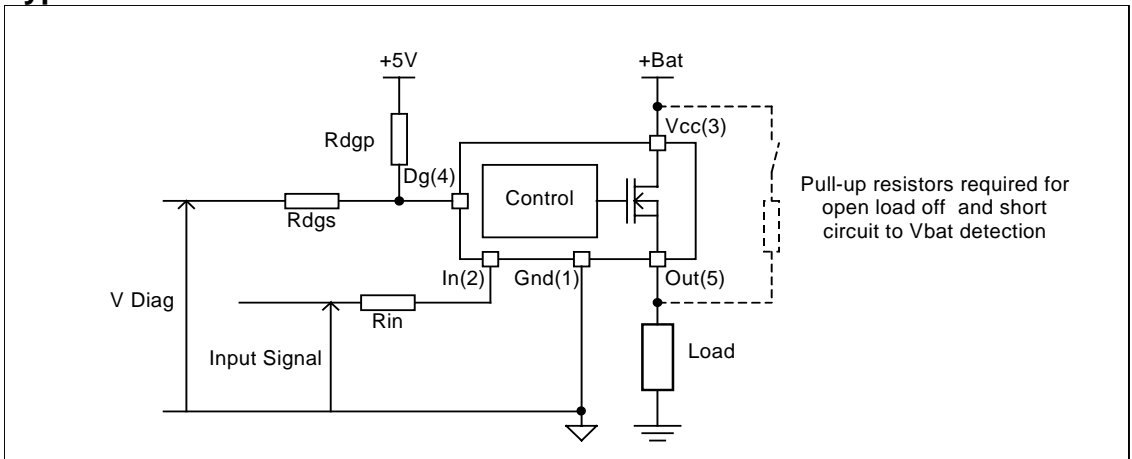 +5V
+Bat
Rdgp
Vcc(3)
Dg(4)
Control
Rdgs
Pull-up resistors required for
open load off and short
circuit to Vbat detection
In(2)
Gnd(1)
Out(5)
V Diag
Rin
Input Signal
Load